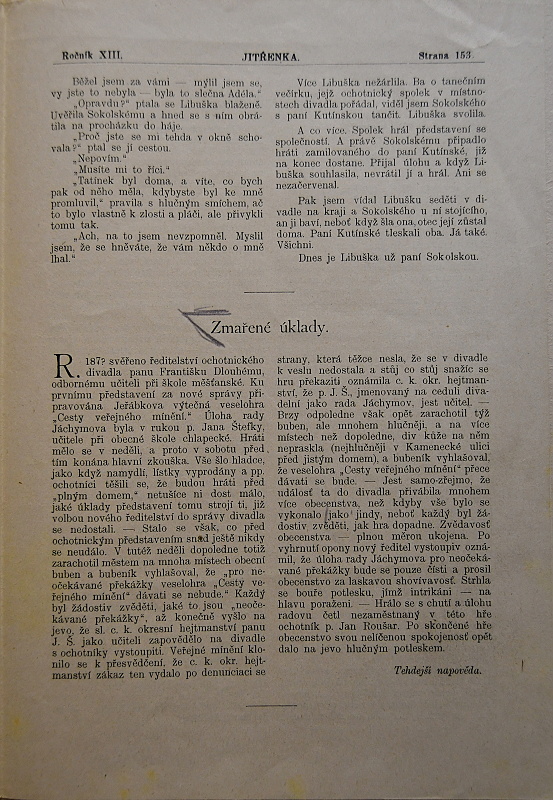 Ročník XIII. JITŘENKA. Strana 153.
Běžel jsem za vámi — mýlil jsem se,
vy jste to nebyla — byla to slečna Adéla.“
„Opravdu?“ ptala se Libuška blaženě.
Uvěřila Sokolskému a hned se s ním obrá-
tila na procházku do háje.
„Proč jste se mi tehda v okně scho-
vala?“ ptal se jí cestou.
„Nepovím.“
„Musíte mi to říci.“
„Tatínek byl doma, a víte, co bych
pak od něho měla, kdybyste byl ke mně
promluvil,“ pravila s hlučným smíchem, ač
to bylo vlastně k zlosti a pláči, ale přivykli
tomu tak.
„Ach, na to jsem nevzpomněl. Myslil
jsem, že se hněváte, že vám někdo o mně
lhal.“
Více Libuška nežárlila. Ba o tanečním
večírku, jejž ochotnický spolek v místno-
stech divadla pořádal, viděl jsem Sokolského
s paní Kutínskou tančit. Libuška svolila.
A co více. Spolek hrál představení se
společností. A právě Sokolskému připadlo
hráti zamilovaného do paní Kutínské, již
na konec dostane. Přijal úlohu a když Li-
buška souhlasila, nevrátil jí a hrál. Ani se
nezačervenal.
Pak jsem vídal Libušku seděti v di-
vadle na kraji a Sokolského u ní stojícího,
an ji baví, neboť když šla ona, otec její zůstal
doma. Paní Kutínské tleskali oba. Já také.
Všichni.
Dnes je Libuška už paní Sokolskou.
Zmařené úklady.
R. 187? svěřeno ředitelství ochotnického
divadla panu Františku Dlouhému,
odbornému učiteli při škole měšťanské. Ku
prvnímu představení za nové správy při-
pravována Jeřábkova výtečná veselohra
„Cesty veřejného mínění.“ Úloha rady
Jáchymova byla v rukou p. Jana Štefky,
učitele při obecné škole chlapecké. Hráti
mělo se v neděli, a proto v sobotu před
tím konána hlavní zkouška. Vše šlo hladce,
jako když namydlí, lístky vyprodány a pp.
ochotníci těšili se, že budou hráti před
„plným domem,“ netušíce ni dost málo,
jaké úklady představení tomu strojí ti, již
volbou nového ředitelství do správy divadla
se nedostali. — Stalo se však, co před
ochotnickým představením snad ještě nikdy
se neudálo. V tutéž neděli dopoledne totiž
zarachotil městem na mnoha místech obecní
buben a bubeník vyhlašoval, že „pro ne-
očekávané překážky veselohra „Cesty ve-
řejného mínění“ dávati se nebude.“ Každý
byl žádostiv zvěděti, jaké to jsou „neoče-
kávané překážky“, až konečně vyšlo na
jevo, že sl. c. k. okresní hejtmanství panu
J. Š. jako učiteli zapovědělo na divadle
s ochotníky vystoupiti. Veřejné mínění klo-
nilo se k přesvědčení, že c. k. okr. hejt-
manství zákaz ten vydalo po denunciaci se
strany, která těžce nesla, že se v divadle
k veslu nedostala a stůj co stůj snažíc se
hru překaziti oznámila c. k. okr. hejtman-
ství, že p. J. Š., jmenovaný na ceduli diva-
delní jako rada Jáchymov, jest učitel. —
Brzy odpoledne však opět zarachotil týž
buben, ale mnohem hlučněji, a na více
místech než dopoledne, div kůže na něm
nepraskla (nejhlučněji v Kamenecké ulici
před jistým domem), a bubeník vyhlašoval,
že veselohra „Cesty veřejného mínění“ přece
dávati se bude. — Jest samo-zřejmo, že
událost ta do divadla přivábila mnohem
více obecenstva, než kdyby vše bylo se
vykonalo jako jindy, neboť každý byl žá-
dostiv zvěděti, jak hra dopadne. Zvědavosť
obecenstva — plnou měrou ukojena. Po
vyhrnutí opony nový ředitel vystoupiv ozná-
mil, že úloha rady Jáchymova pro neočeká-
vané překážky bude se pouze čísti a prosil
obecenstvo za laskavou shovívavosť. Strhla
se bouře potlesku, jímž intrikáni — na
hlavu poraženi. — Hrálo se s chutí a úlohu
radovu četl nezaměstnaný v této hře
ochotník p. Jan Roušar. Po skončené hře
obecenstvo svou nelíčenou spokojenost opět
dalo na jevo hlučným potleskem.
Tehdejší napověda.